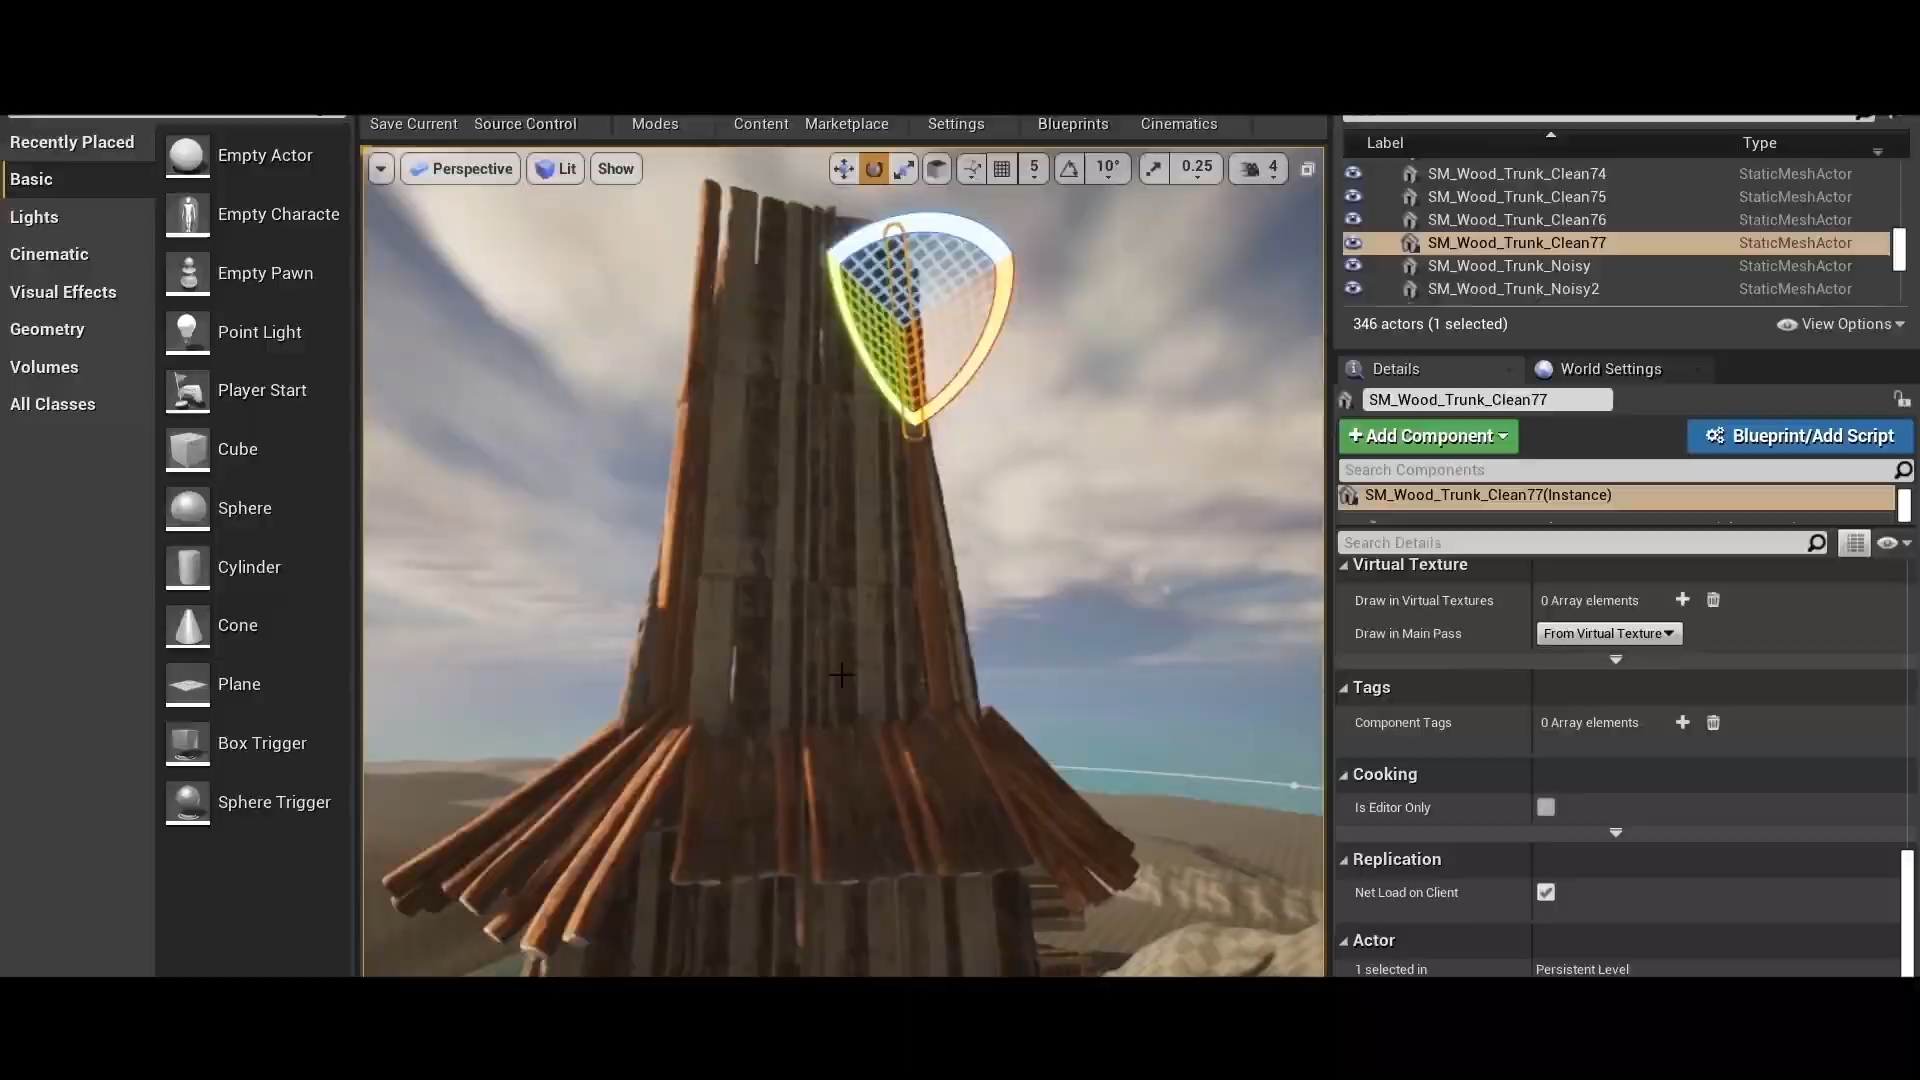 Save Current Source Control Modes Content Marketplace Settings Blueprints Cinematics
Recently Placed
Basic
Lights
Cinematic
Visual Effects
Geometry
Volumes
All Classes
Empty Actor
Empty Characte
Empty Pawn
Point Light
Player Start
Cube
Sphere
Cylinder
Cone
Plane
Box Trigger
Sphere Trigger
Perspective Lit Show 5 10° 0.25 4
Label Type
SM_Wood_Trunk_Clean74 StaticMeshActor
SM_Wood_Trunk_Clean75 StaticMeshActor
SM_Wood_Trunk_Clean76 StaticMeshActor
SM_Wood_Trunk_Clean77 StaticMeshActor
SM_Wood_Trunk_Noisy StaticMeshActor
SM_Wood_Trunk_Noisy2 StaticMeshActor
346 actors (1 selected) View Options
Details World Settings
SM_Wood_Trunk_Clean77
+Add Component Blueprint/Add Script
Search Components
SM_Wood_Trunk_Clean77(Instance)
Search Details
Virtual Texture
Draw in Virtual Textures 0 Array elements
Draw in Main Pass From Virtual Texture
Tags
Component Tags 0 Array elements
Cooking
Is Editor Only
Replication
Net Load on Client
Actor
1 selected in Persistent Level